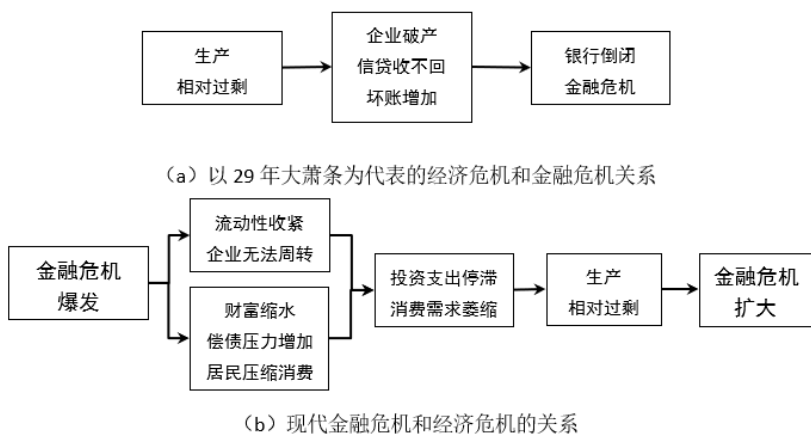 生产
相对过剩
企业破产
信贷收不回
坏账增加
银行倒闭
金融危机
（a）以 29 年大萧条为代表的经济危机和金融危机关系
金融危机
爆发
流动性收紧
企业无法周转
财富缩水
偿债压力增加
居民压缩消费
投资支出停滞
消费需求萎缩
生产
相对过剩
金融危机
扩大
（b）现代金融危机和经济危机的关系